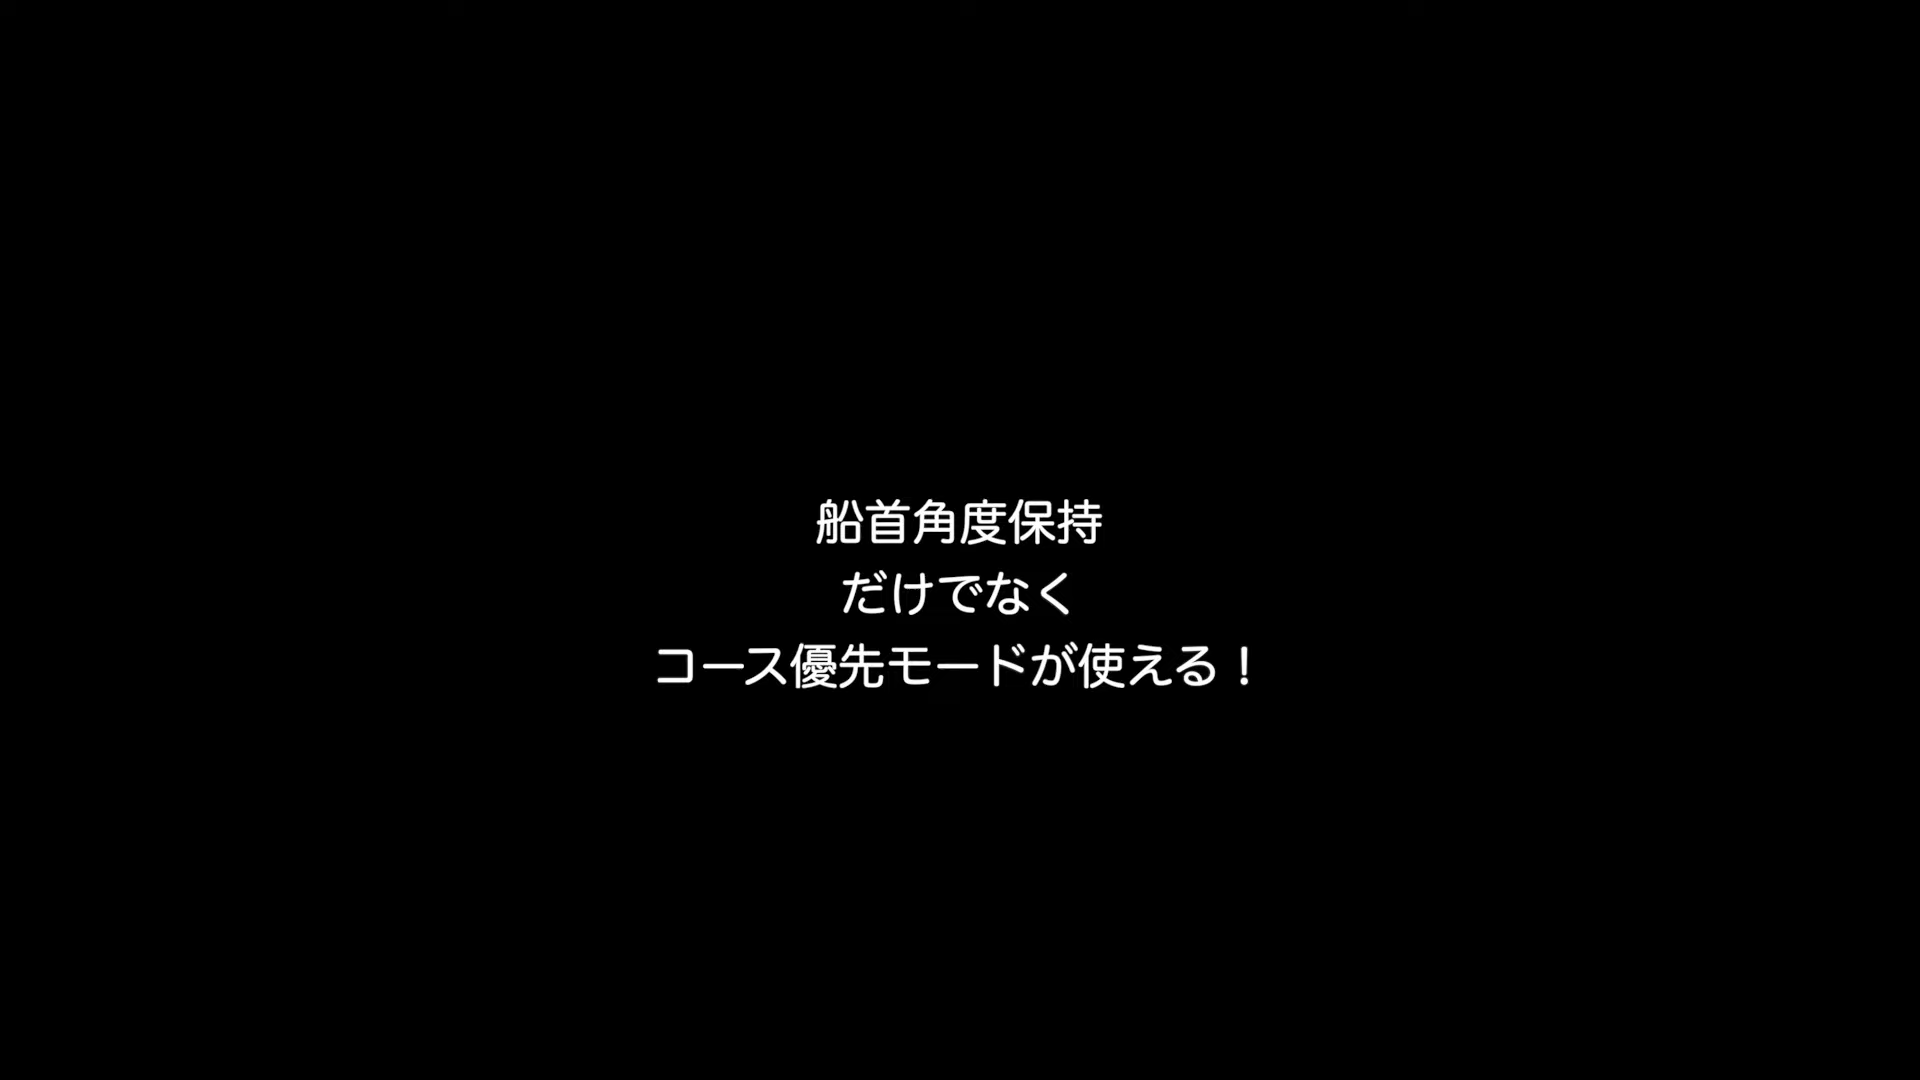 船首角度保持
だけでなく
コース優先モードが使える！